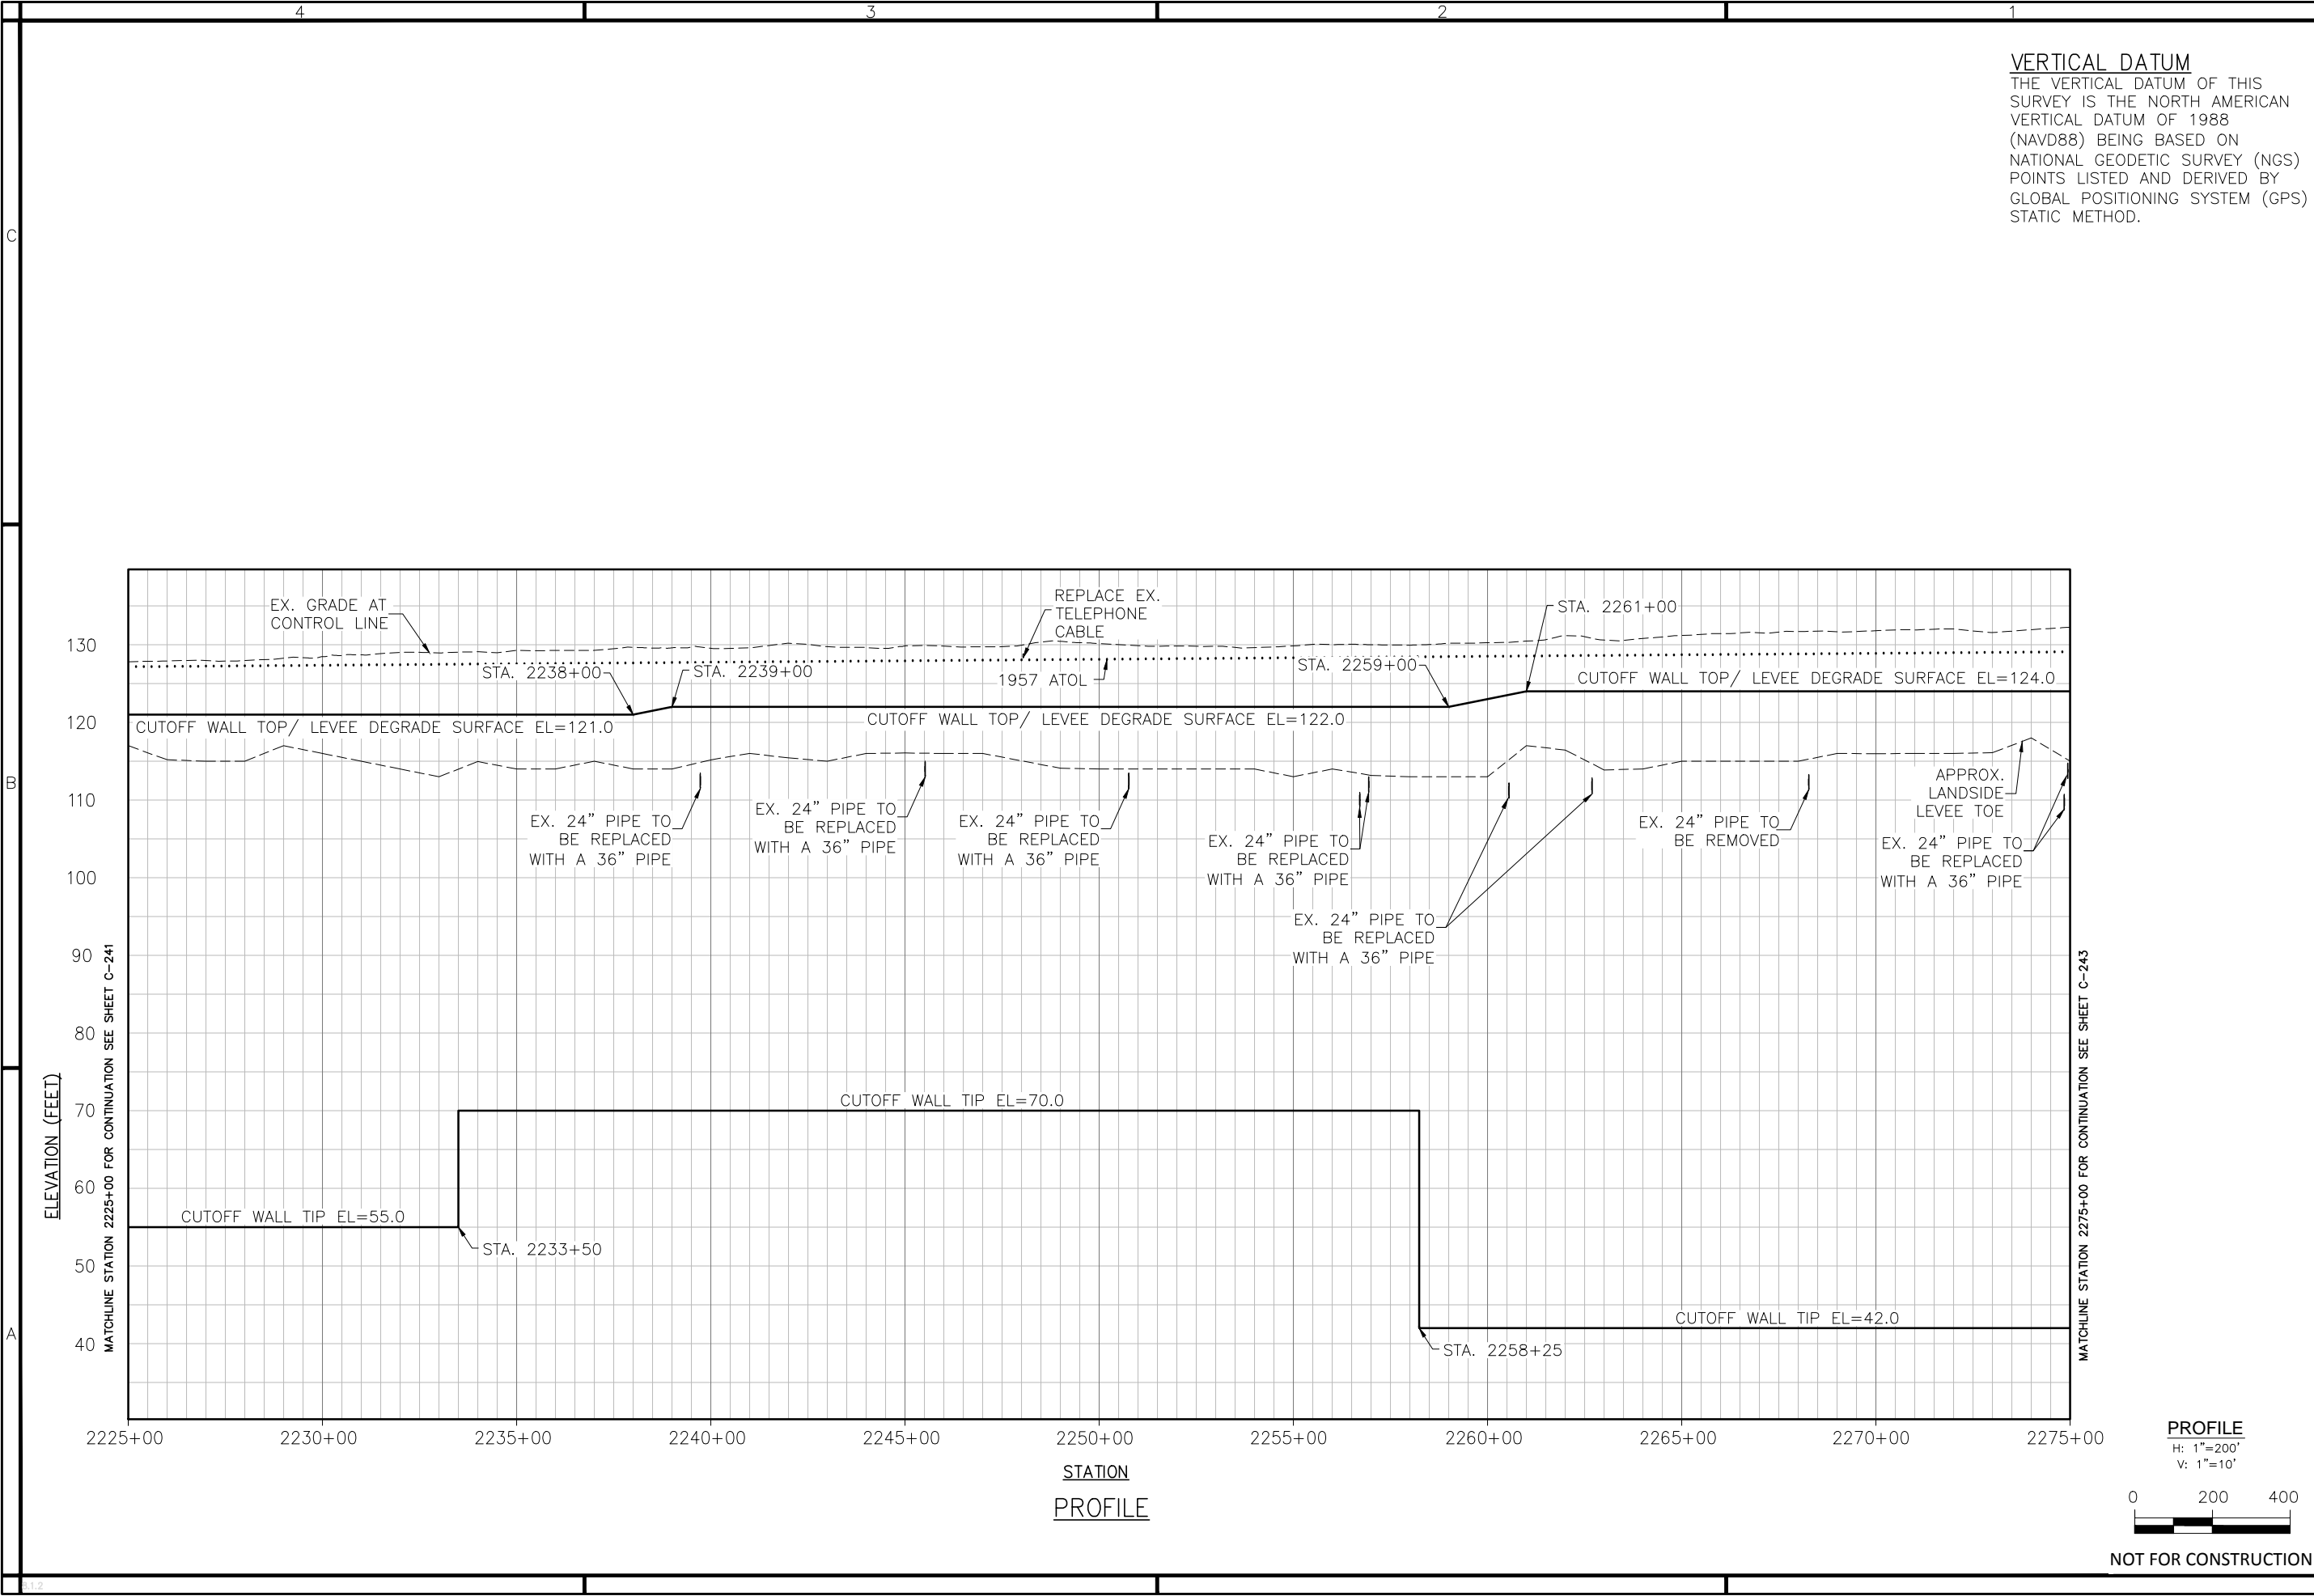 4
3
2
1
C
B
A
VERTICAL DATUM
THE VERTICAL DATUM OF THIS
SURVEY IS THE NORTH AMERICAN
VERTICAL DATUM OF 1988
(NAVD88) BEING BASED ON
NATIONAL GEODETIC SURVEY (NGS)
POINTS LISTED AND DERIVED BY
GLOBAL POSITIONING SYSTEM (GPS)
STATIC METHOD.
EX. GRADE AT
CONTROL LINE
REPLACE EX.
TELEPHONE
CABLE
STA. 2261+00
STA. 2238+00
STA. 2239+00
1957 ATOL
STA. 2259+00
CUTOFF WALL TOP/ LEVEE DEGRADE SURFACE EL=124.0
CUTOFF WALL TOP/ LEVEE DEGRADE SURFACE EL=121.0
CUTOFF WALL TOP/ LEVEE DEGRADE SURFACE EL=122.0
EX. 24" PIPE TO
BE REPLACED
WITH A 36" PIPE
EX. 24" PIPE TO
BE REPLACED
WITH A 36" PIPE
EX. 24" PIPE TO
BE REPLACED
WITH A 36" PIPE
EX. 24" PIPE TO
BE REPLACED
WITH A 36" PIPE
EX. 24" PIPE TO
BE REPLACED
WITH A 36" PIPE
EX. 24" PIPE TO
BE REMOVED
APPROX.
LANDSIDE
LEVEE TOE
EX. 24" PIPE TO
BE REPLACED
WITH A 36" PIPE
CUTOFF WALL TIP EL=70.0
CUTOFF WALL TIP EL=55.0
STA. 2233+50
CUTOFF WALL TIP EL=42.0
STA. 2258+25
130
120
110
100
90
80
70
60
50
40
ELEVATION (FEET)
MATCHLINE STATION 2225+00 FOR CONTINUATION SEE SHEET C-241
MATCHLINE STATION 2275+00 FOR CONTINUATION SEE SHEET C-243
2225+00
2230+00
2235+00
2240+00
2245+00
2250+00
2255+00
2260+00
2265+00
2270+00
2275+00
STATION
PROFILE
PROFILE
H: 1"=200'
V: 1"=10'
0 200 400
NOT FOR CONSTRUCTION